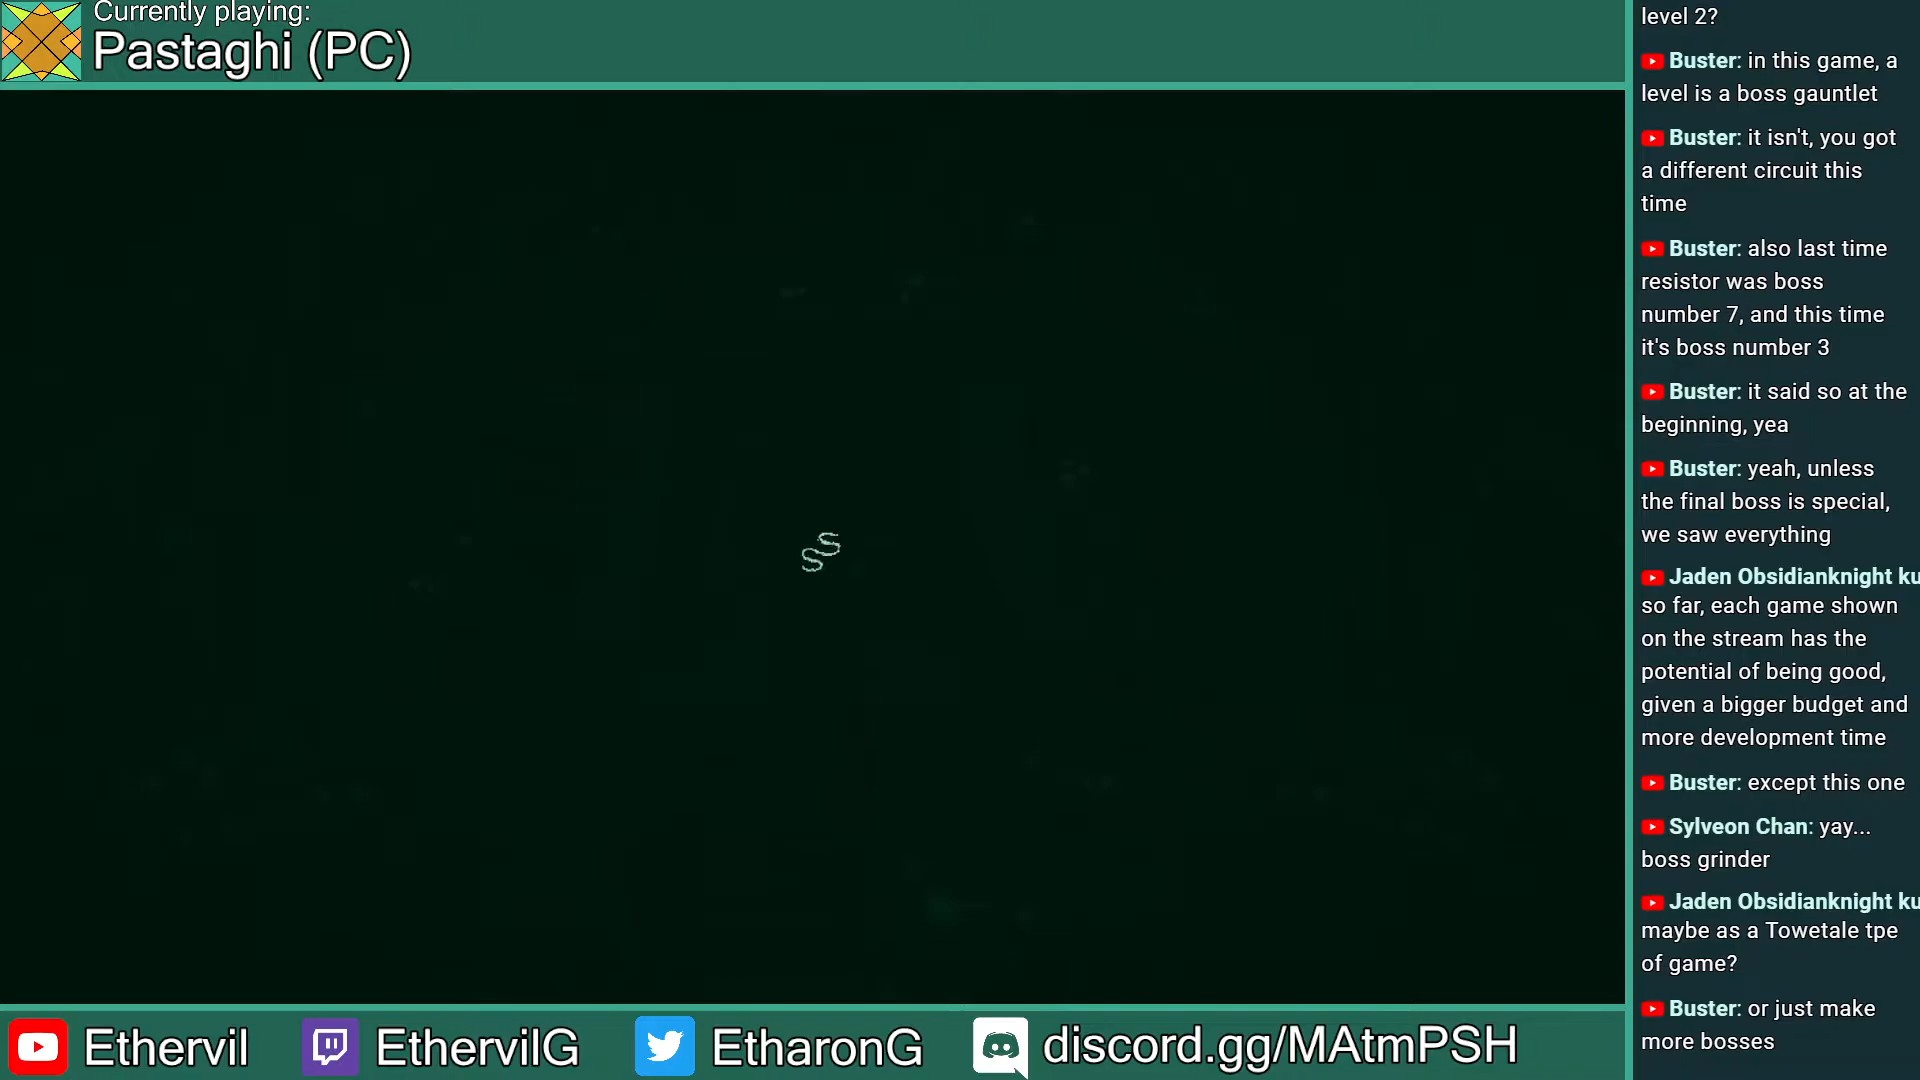 Currently playing:
Pastaghi (PC)
SS
level 2?
Buster: in this game, a
level is a boss gauntlet
Buster: it isn't, you got
a different circuit this
time
Buster: also last time
resistor was boss
number 7, and this time
it's boss number 3
Buster: it said so at the
beginning, yea
Buster: yeah, unless
the final boss is special,
we saw everything
Jaden Obsidianknight ku
so far, each game shown
on the stream has the
potential of being good,
given a bigger budget and
more development time
Buster: except this one
Sylveon Chan: yay...
boss grinder
Jaden Obsidianknight ku
maybe as a Towetale tpe
of game?
Buster: or just make
more bosses
Ethervil EthervilG EtharonG discord.gg/MAtmPSH